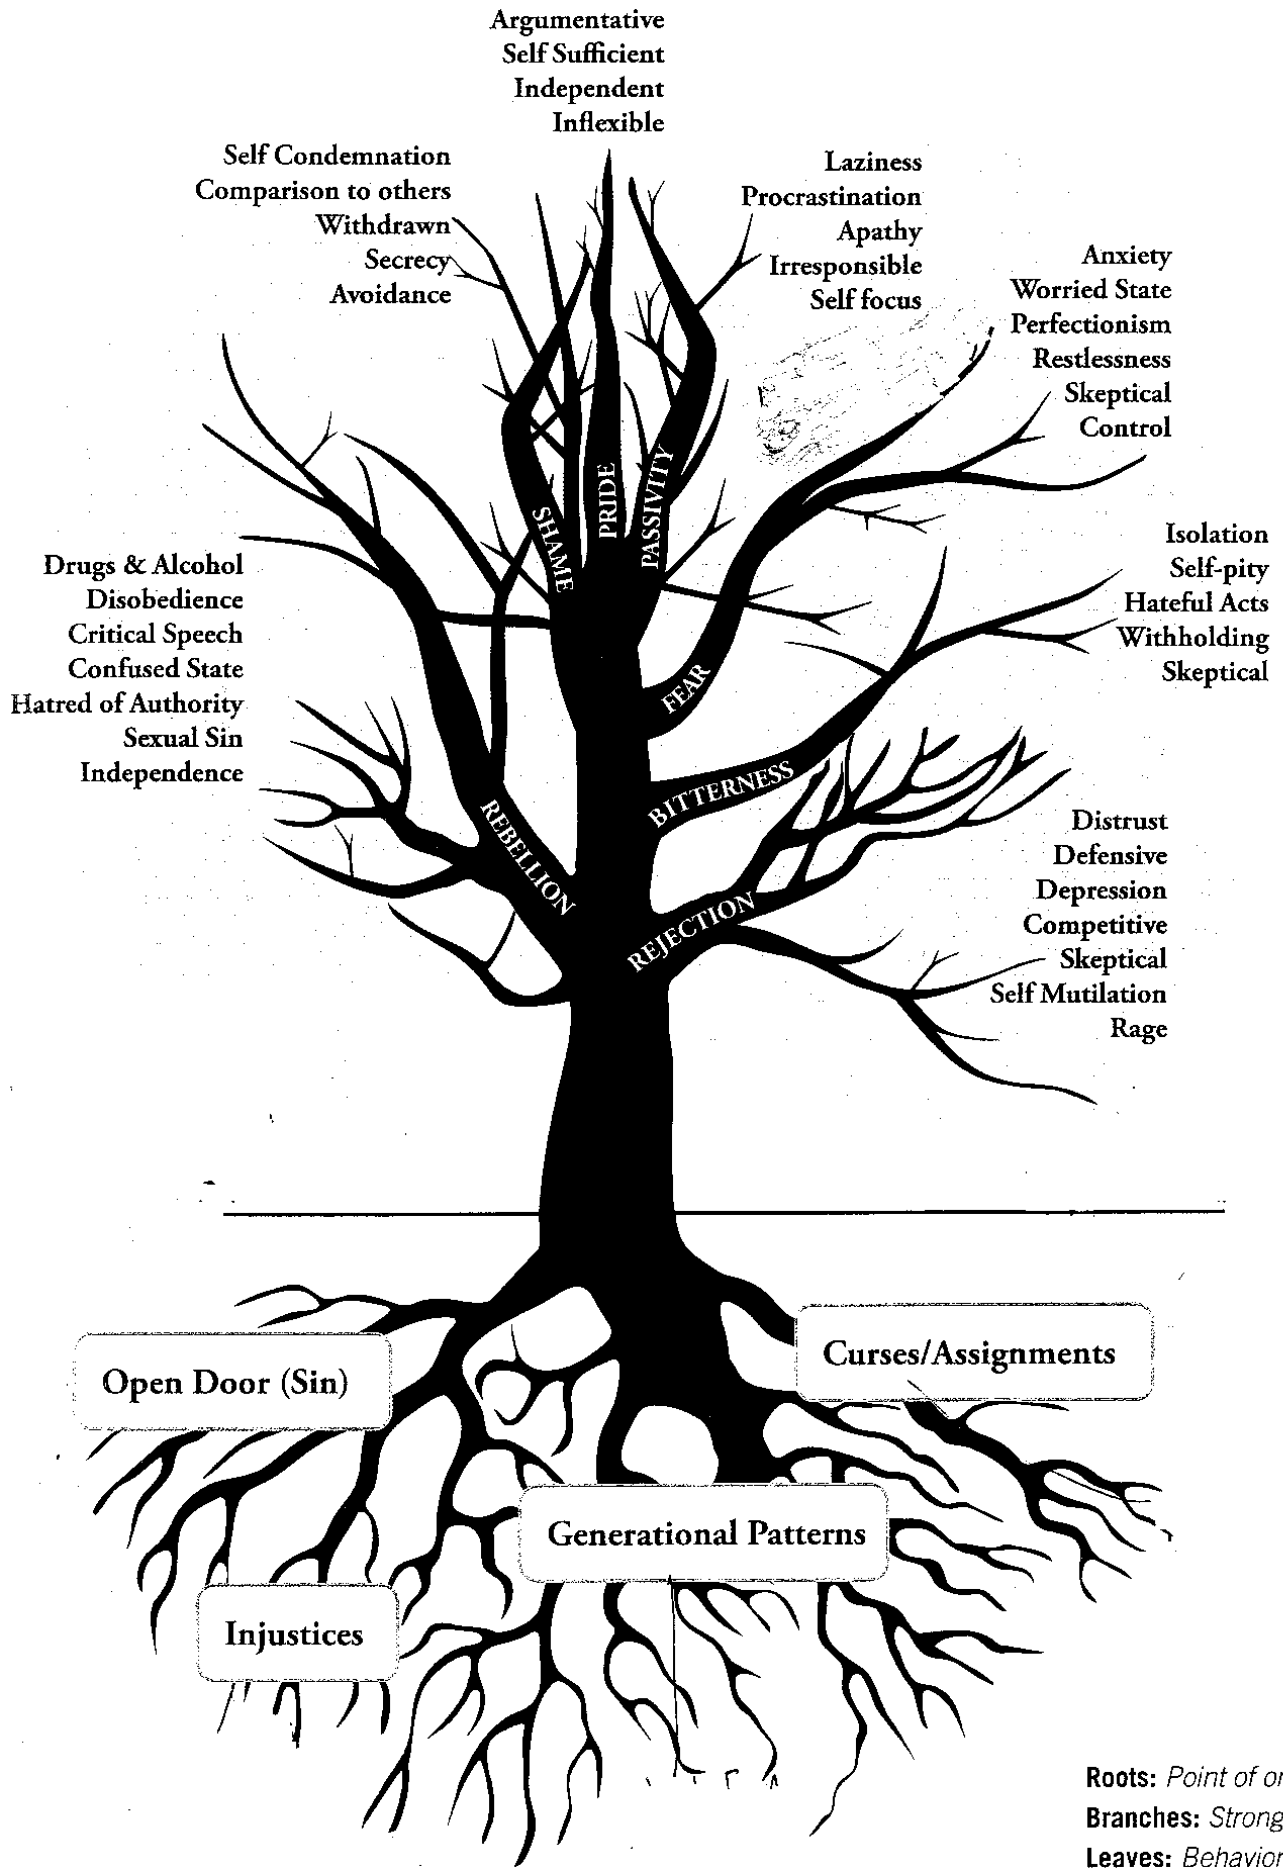 Argumentative
Self Sufficient
Independent
Inflexible
Self Condemnation
Comparison to others
Withdrawn
Secrecy
Avoidance
Laziness
Procrastination
Apathy
Irresponsible
Self focus
Anxiety
Worried State
Perfectionism
Restlessness
Skeptical
Control
SHAME
PRIDE
PASSIVITY
Drugs & Alcohol
Disobedience
Critical Speech
Confused State
Hatred of Authority
Sexual Sin
Independence
Isolation
Self-pity
Hateful Acts
Withholding
Skeptical
FEAR
BITTERNESS
REBELLION
REJECTION
Distrust
Defensive
Depression
Competitive
Skeptical
Self Mutilation
Rage
Open Door (Sin)
Curses/Assignments
Generational Patterns
Injustices
Roots: Point of
Branches: Strong
Leaves: Behavior